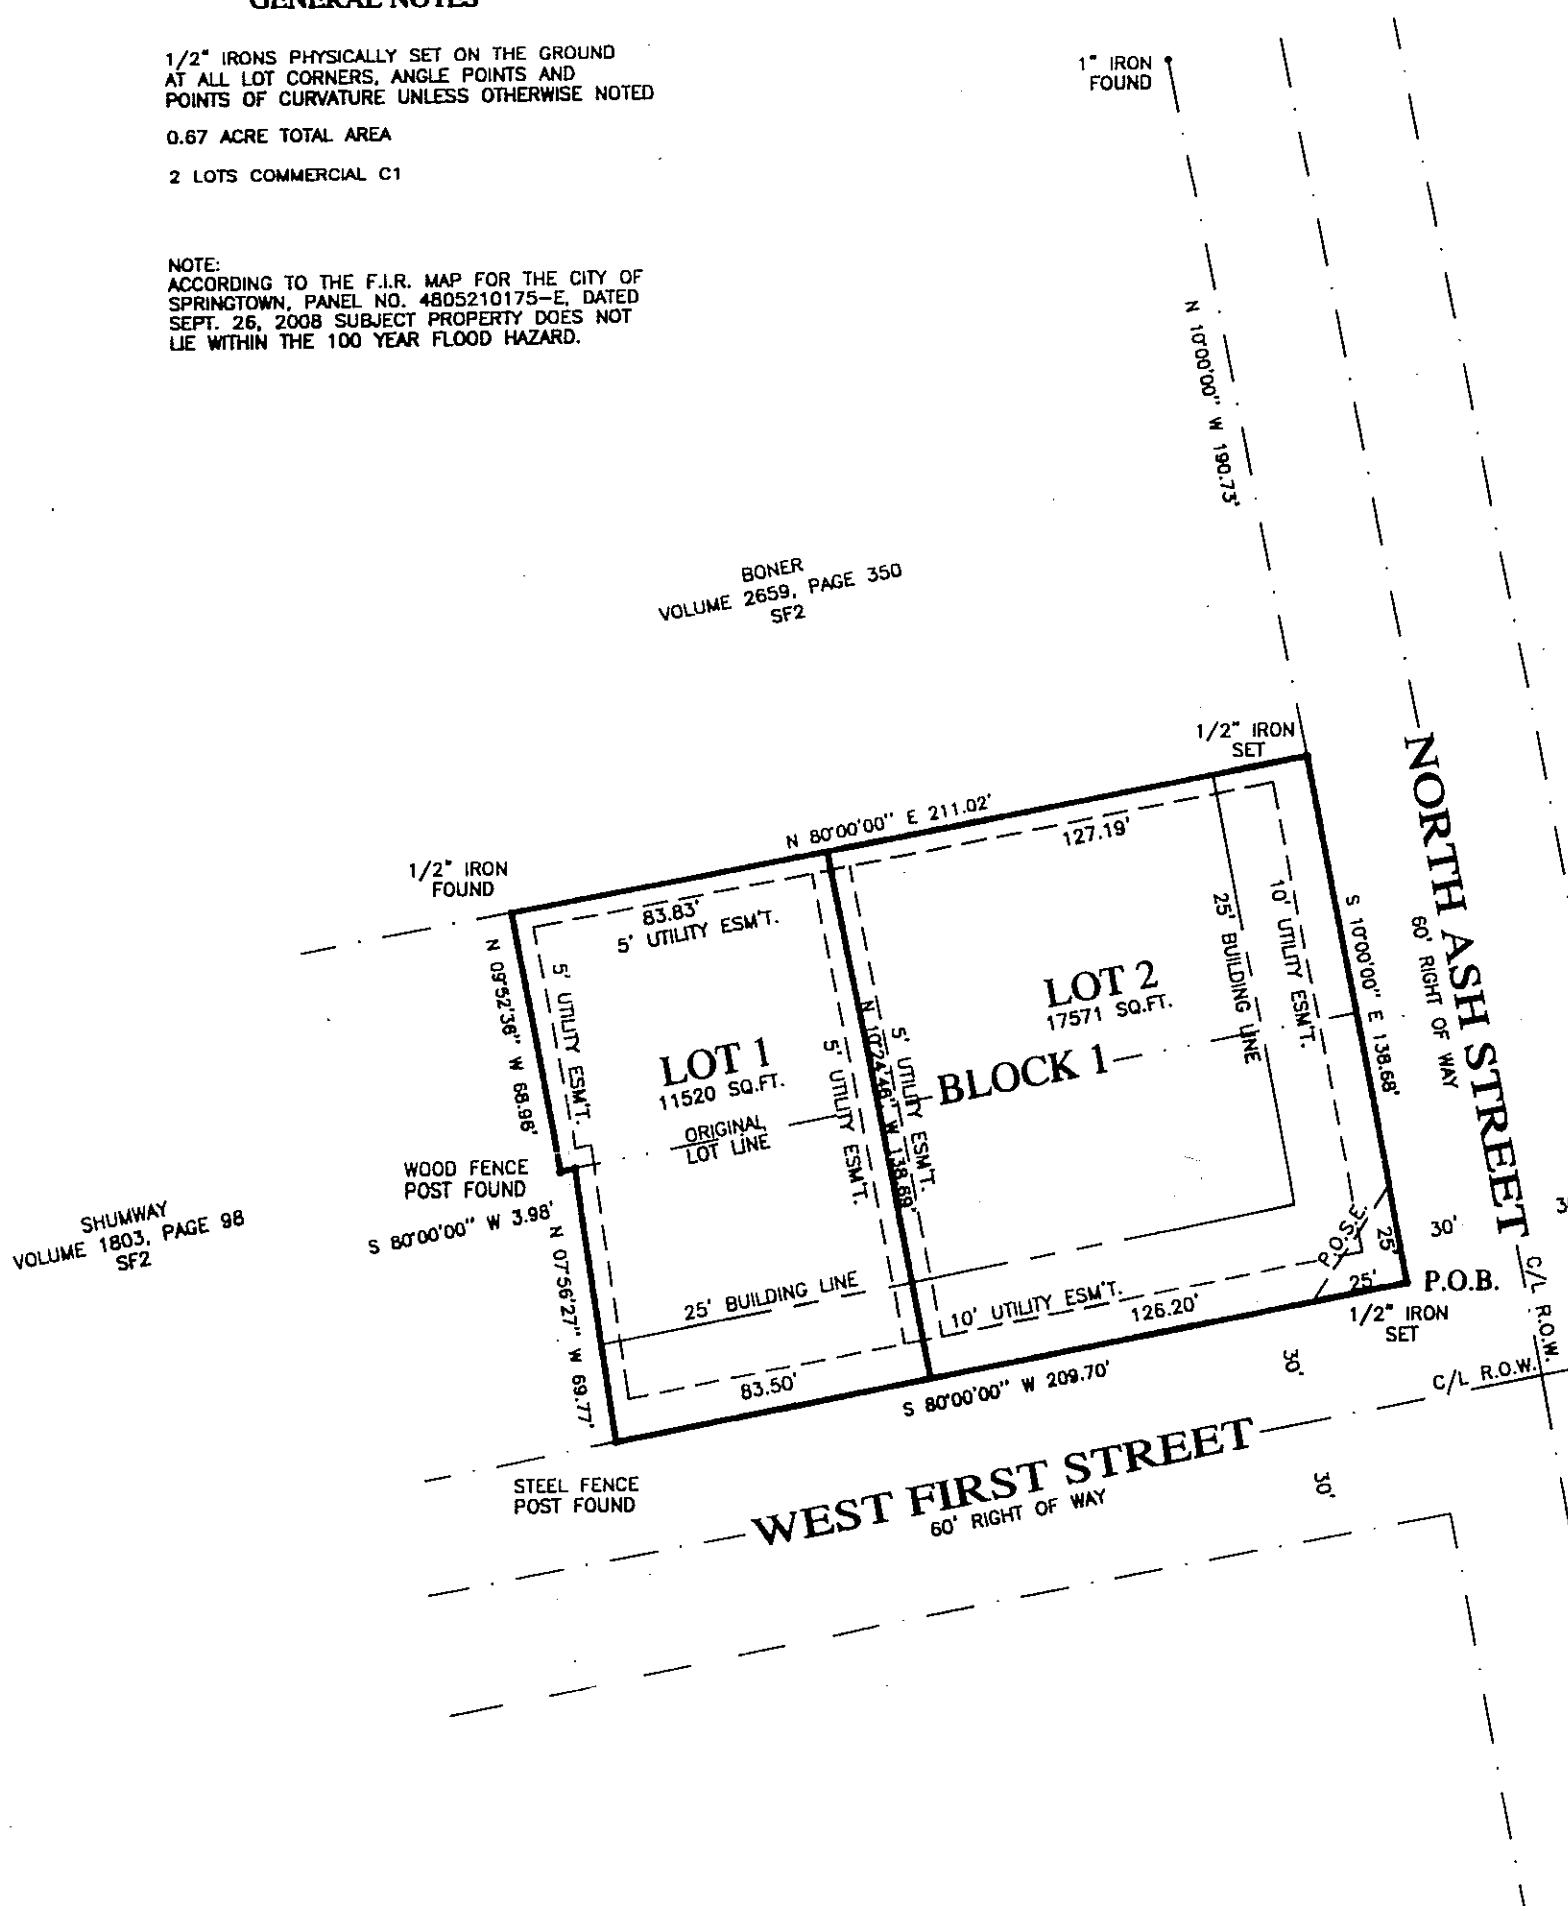 GENERAL NOTES
1/2" IRONS PHYSICALLY SET ON THE GROUND
AT ALL LOT CORNERS, ANGLE POINTS AND
POINTS OF CURVATURE UNLESS OTHERWISE NOTED
0.67 ACRE TOTAL AREA
2 LOTS COMMERCIAL C1
NOTE:
ACCORDING TO THE F.I.R. MAP FOR THE CITY OF
SPRINGTOWN, PANEL NO. 4805210175-E, DATED
SEPT. 26, 2008 SUBJECT PROPERTY DOES NOT
LIE WITHIN THE 100 YEAR FLOOD HAZARD.
1" IRON
FOUND
N 10°00'00" W 190.73'
BONER
VOLUME 2659, PAGE 350
SF2
1/2" IRON
SET
N 80°00'00" E 211.02'
127.19'
1/2" IRON
FOUND
83.83'
5' UTILITY ESM'T.
N 09°52'36" W 68.96'
5' UTILITY ESM'T.
LOT 1
11520 SQ.FT.
ORIGINAL
LOT LINE
5' UTILITY ESM'T.
N 10°24'46" W 138.69'
5' UTILITY ESM'T.
LOT 2
17571 SQ.FT.
BLOCK 1
25' BUILDING LINE
10' UTILITY ESM'T.
S 10°00'00" E 138.68'
NORTH ASH STREET
60' RIGHT OF WAY
WOOD FENCE
POST FOUND
S 80°00'00" W 3.98'
SHUMWAY
VOLUME 1803, PAGE 98
SF2
N 07°56'27" W 69.77'
25' BUILDING LINE
10' UTILITY ESM'T.
126.20'
P.O.S.E.
25'
25'
30'
P.O.B.
1/2" IRON
SET
C/L R.O.W.
C/L R.O.W.
83.50'
S 80°00'00" W 209.70'
30'
STEEL FENCE
POST FOUND
WEST FIRST STREET
60' RIGHT OF WAY
30'